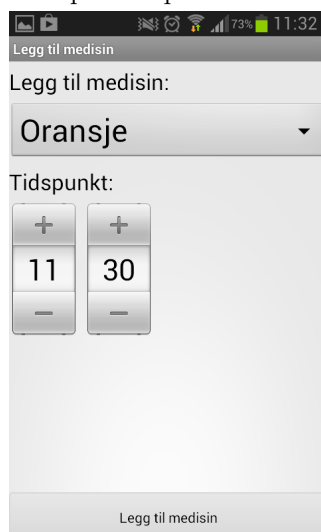 73% 11:32
Legg til medisin
Legg til medisin:
Oransje
Tidspunkt:
+ +
11 30
− −
Legg til medisin